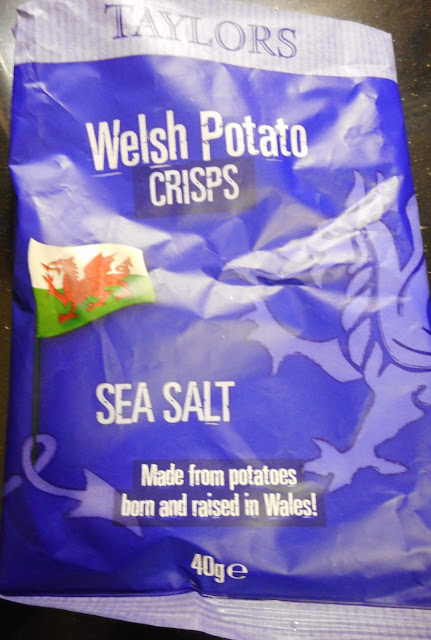 TAYLORS
Welsh Potato
CRISPS
SEA SALT
Made from potatoes
born and raised in Wales!
40g℮